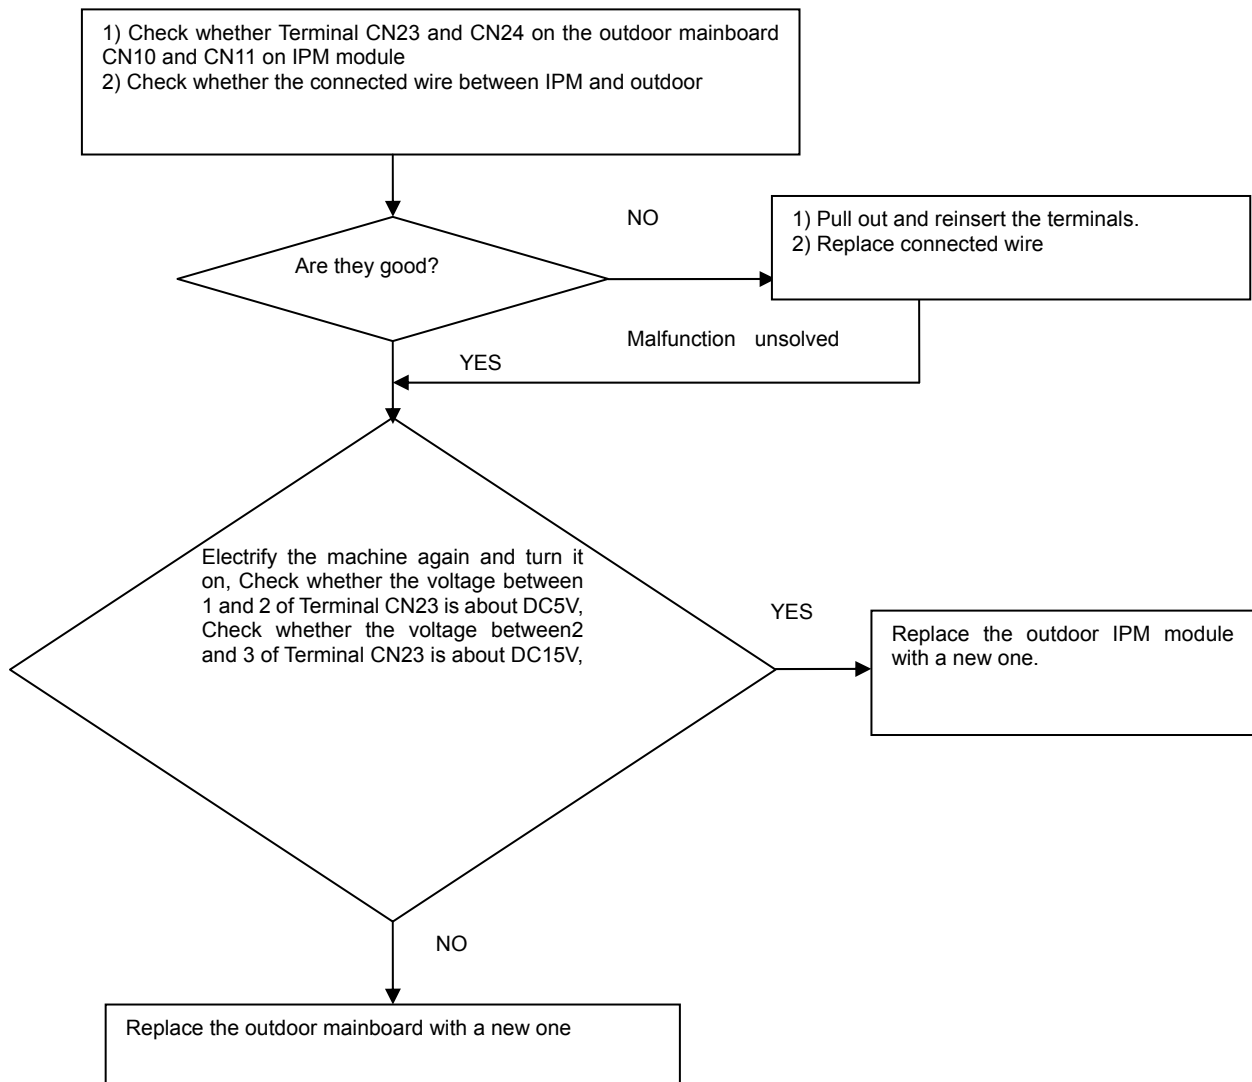 1) Check whether Terminal CN23 and CN24 on the outdoor mainboard
CN10 and CN11 on IPM module
2) Check whether the connected wire between IPM and outdoor
NO
1) Pull out and reinsert the terminals.
2) Replace connected wire
Are they good?
Malfunction unsolved
YES
Electrify the machine again and turn it
on, Check whether the voltage between
1 and 2 of Terminal CN23 is about DC5V,
Check whether the voltage between2
and 3 of Terminal CN23 is about DC15V,
YES
Replace the outdoor IPM module
with a new one.
NO
Replace the outdoor mainboard with a new one